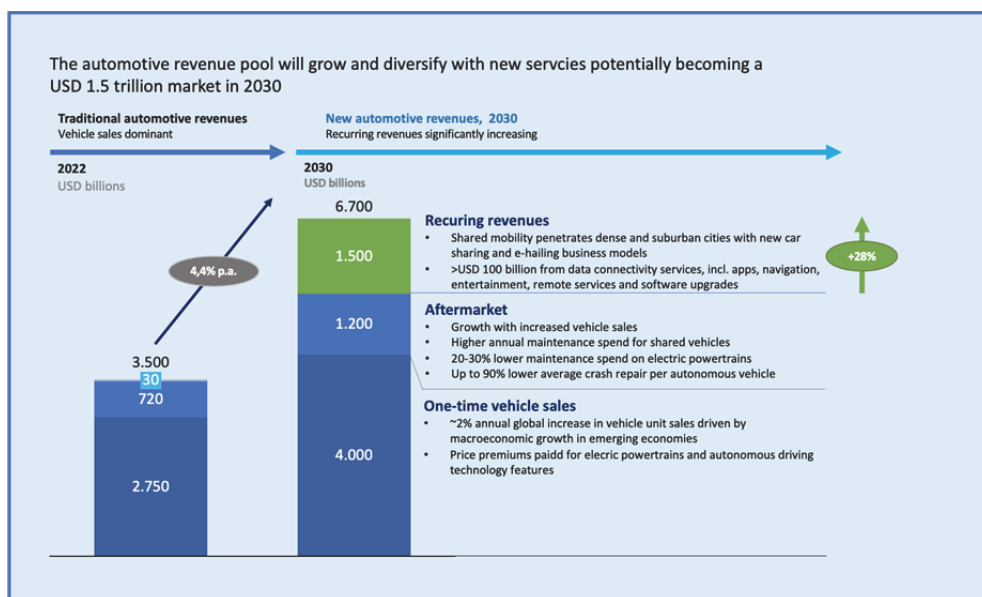 The automotive revenue pool will grow and diversify with new servcies potentially becoming a
USD 1.5 trillion market in 2030
Traditional automotive revenues
Vehicle sales dominant
New automotive revenues, 2030
Recurring revenues significantly increasing
2022
USD billions
2030
USD billions
6.700
4,4% p.a.
3.500
30
720
2.750
1.500
1.200
4.000
Recuring revenues
• Shared mobility penetrates dense and suburban cities with new car
sharing and e-hailing business models
• >USD 100 billion from data connectivity services, incl. apps, navigation,
entertainment, remote services and software upgrades
+28%
Aftermarket
• Growth with increased vehicle sales
• Higher annual maintenance spend for shared vehicles
• 20-30% lower maintenance spend on electric powertrains
• Up to 90% lower average crash repair per autonomous vehicle
One-time vehicle sales
• ~2% annual global increase in vehicle unit sales driven by
macroeconomic growth in emerging economies
• Price premiums paidd for elecric powertrains and autonomous driving
technology features